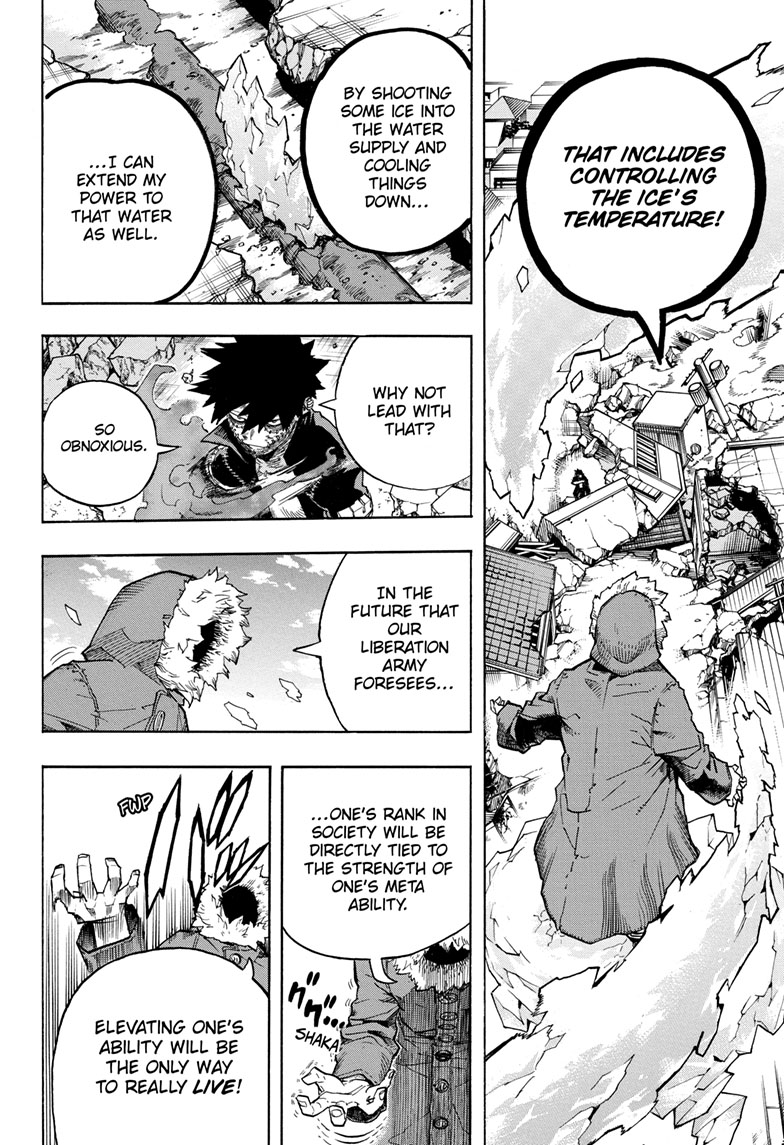 THAT INCLUDES
CONTROLLING
THE ICE'S
TEMPERATURE!
BY SHOOTING
SOME ICE INTO
THE WATER
SUPPLY AND
COOLING
THINGS
DOWN...
...I CAN
EXTEND MY
POWER TO
THAT WATER
AS WELL.
WHY NOT
LEAD WITH
THAT?
SO
OBNOXIOUS.
IN THE
FUTURE THAT
OUR
LIBERATION
ARMY
FORESEES...
...ONE'S RANK IN
SOCIETY WILL BE
DIRECTLY TIED TO
THE STRENGTH OF
ONE'S META
ABILITY.
SHAKA
FWP
ELEVATING ONE'S
ABILITY WILL BE
THE ONLY WAY
TO REALLY LIVE!